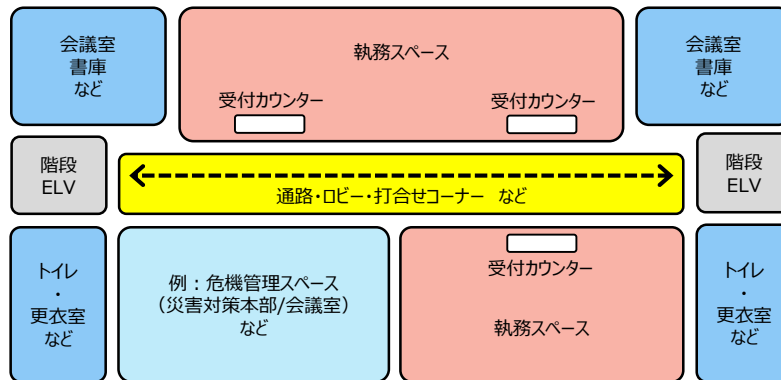 会議室
書庫
など
執務スペース
受付カウンター
受付カウンター
会議室
書庫
など
階段
ELV
通路・ロビー・打合せコーナー など
階段
ELV
トイレ
・
更衣室
など
例：危機管理スペース
（災害対策本部/会議室）
など
受付カウンター
執務スペース
トイレ
・
更衣室
など